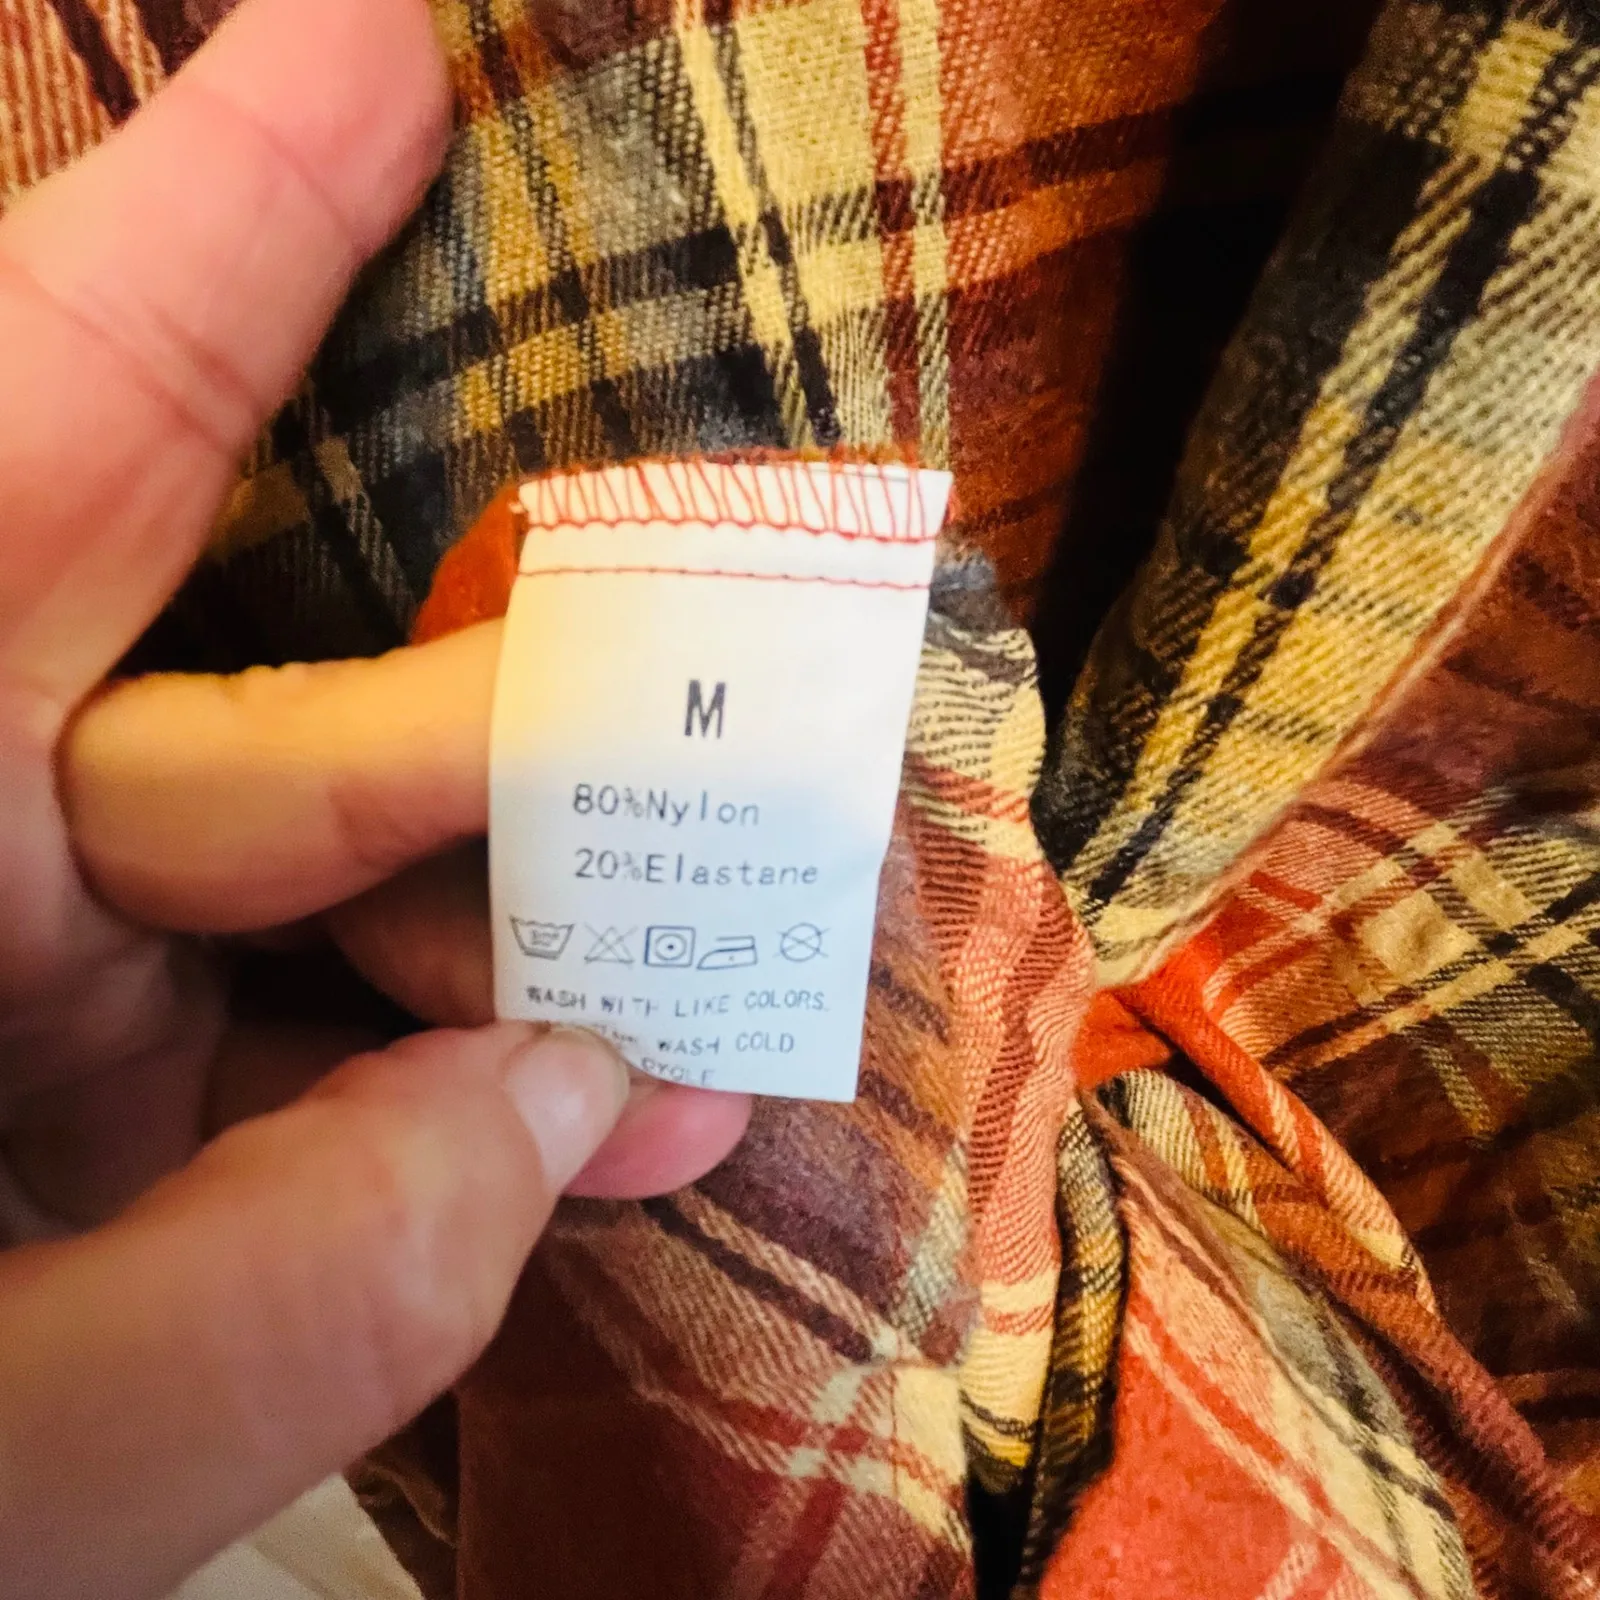 M
80%Nylon
20%Elastane
WASH WITH LIKE COLORS.
WASH COLD